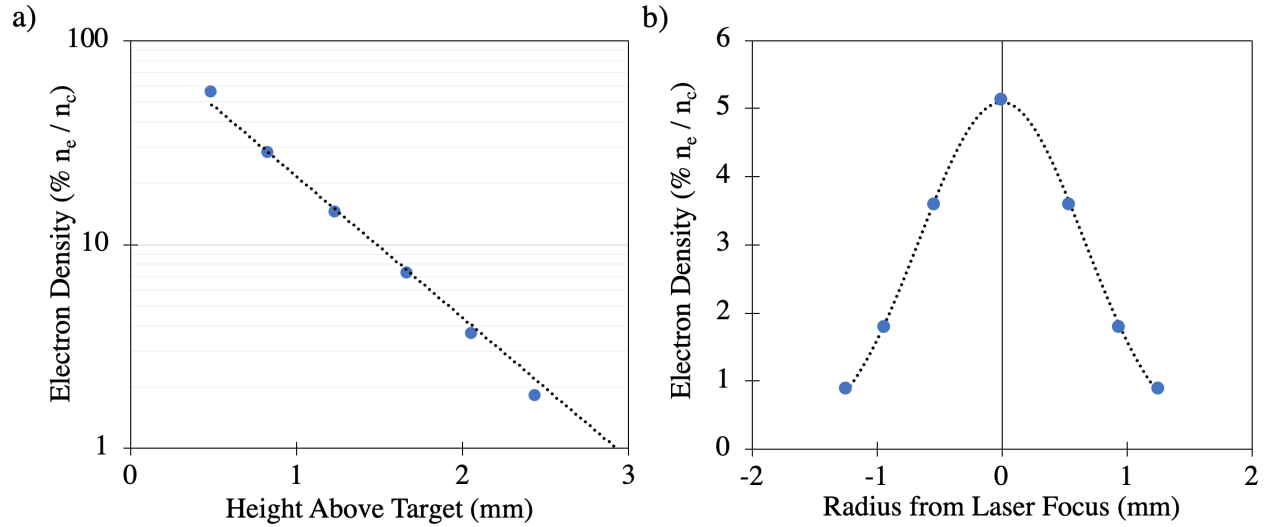 a)
Electron Density (% ne / nc)
100
10
1
0 1 2 3
Height Above Target (mm)
b)
Electron Density (% ne / nc)
6
5
4
3
2
1
0
-2 -1 0 1 2
Radius from Laser Focus (mm)